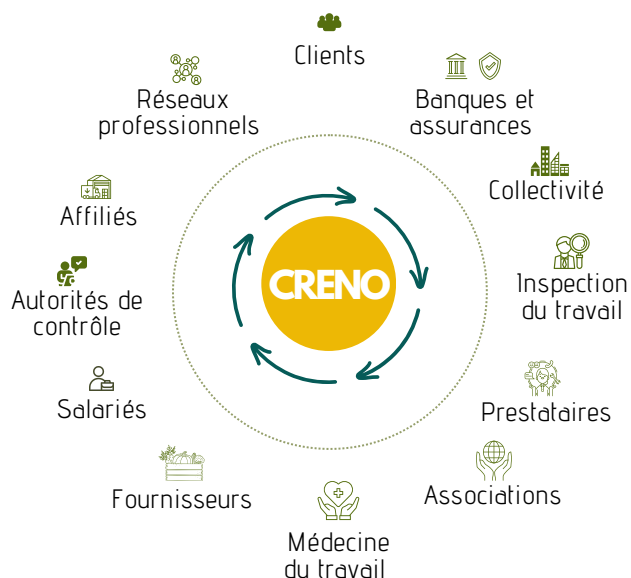 Clients
Réseaux
professionnels
Banques et
assurances
Collectivité
Affiliés
CRENO
Inspection
du travail
Autorités de
contrôle
Salariés
Prestataires
Fournisseurs
Associations
Médecine
du travail